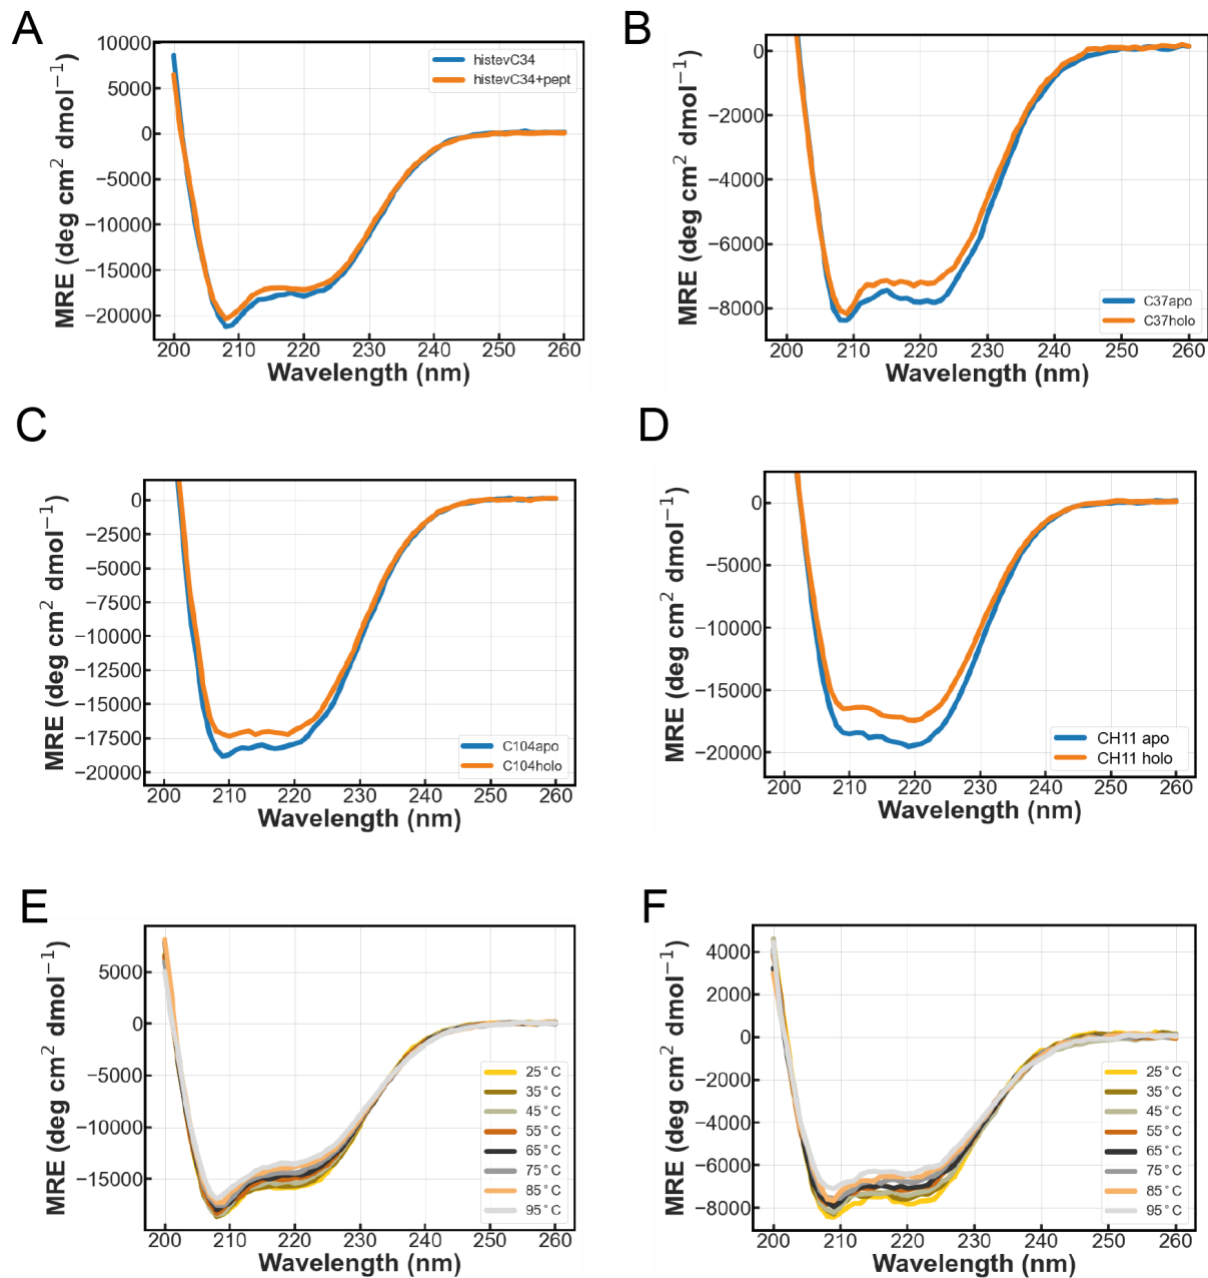 A
10000
5000
0
−5000
−10000
−15000
−20000
MRE (deg cm² dmol⁻¹)
histevC34
histevC34+pept
200 210 220 230 240 250 260
Wavelength (nm)
B
0
−2000
−4000
−6000
−8000
MRE (deg cm² dmol⁻¹)
C37apo
C37holo
200 210 220 230 240 250 260
Wavelength (nm)
C
0
−2500
−5000
−7500
−10000
−12500
−15000
−17500
−20000
MRE (deg cm² dmol⁻¹)
C104apo
C104holo
200 210 220 230 240 250 260
Wavelength (nm)
D
0
−5000
−10000
−15000
−20000
MRE (deg cm² dmol⁻¹)
CH11 apo
CH11 holo
200 210 220 230 240 250 260
Wavelength (nm)
E
5000
0
−5000
−10000
−15000
MRE (deg cm² dmol⁻¹)
25°C
35°C
45°C
55°C
65°C
75°C
85°C
95°C
200 210 220 230 240 250 260
Wavelength (nm)
F
4000
2000
0
−2000
−4000
−6000
−8000
MRE (deg cm² dmol⁻¹)
25°C
35°C
45°C
55°C
65°C
75°C
85°C
95°C
200 210 220 230 240 250 260
Wavelength (nm)